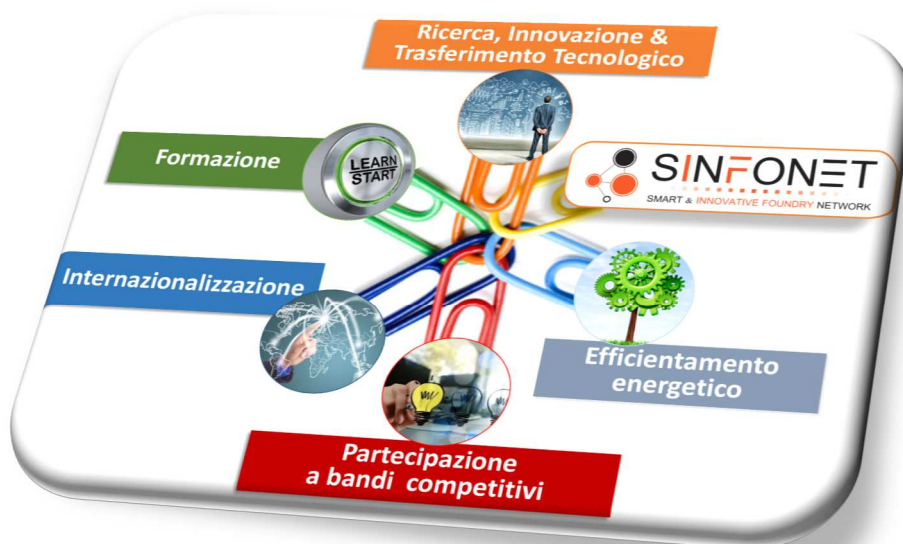 Ricerca, Innovazione &
Trasferimento Tecnologico
Formazione
LEARN
START
SINFONET
SMART & INNOVATIVE FOUNDRY NETWORK
Internazionalizzazione
Efficientamento
energetico
Partecipazione
a bandi competitivi